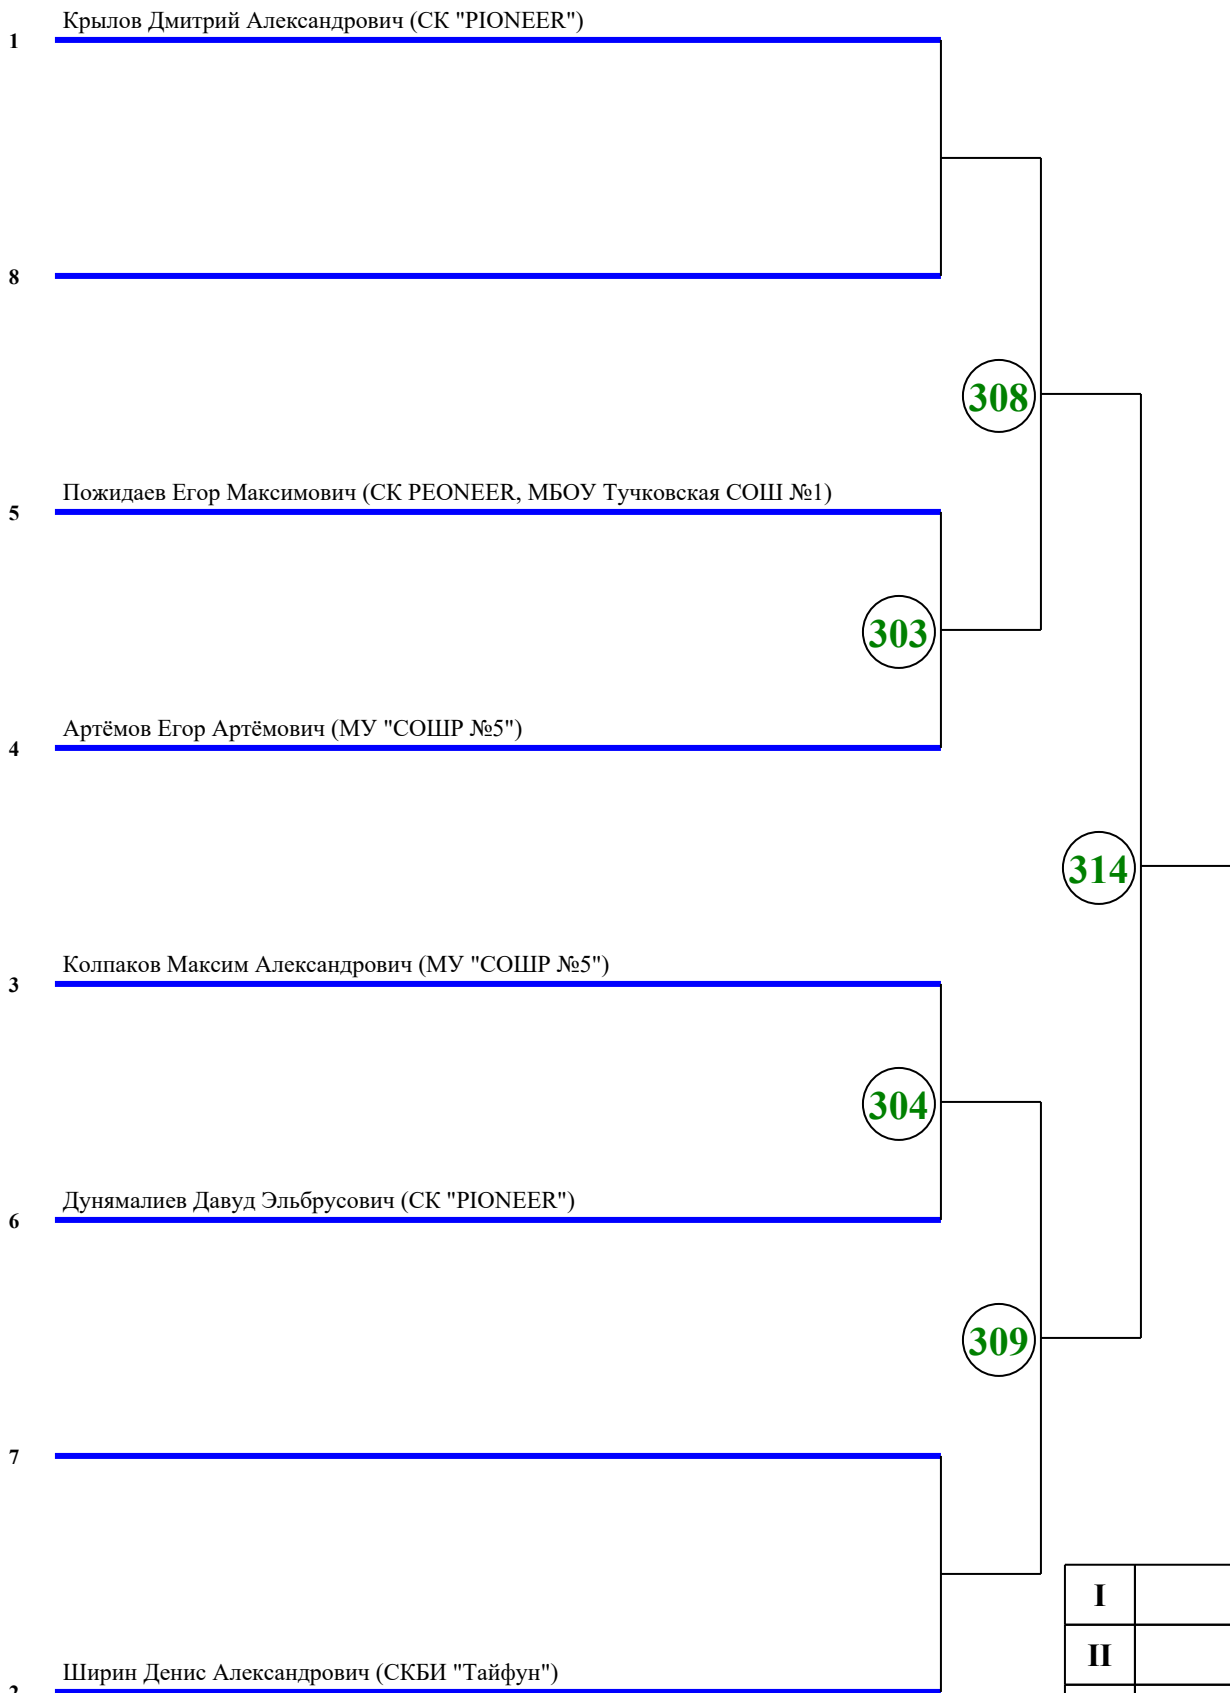 Крылов Дмитрий Александрович (СК "PIONEER")
1
8
308
Пожидаев Егор Максимович (СК PEONEER, МБОУ Тучковская СОШ №1)
5
303
Артёмов Егор Артёмович (МУ "СОШР №5")
4
314
Колпаков Максим Александрович (МУ "СОШР №5")
3
304
Дунямалиев Давуд Эльбрусович (СК "PIONEER")
6
309
7
I
II
Ширин Денис Александрович (СКБИ "Тайфун")
2